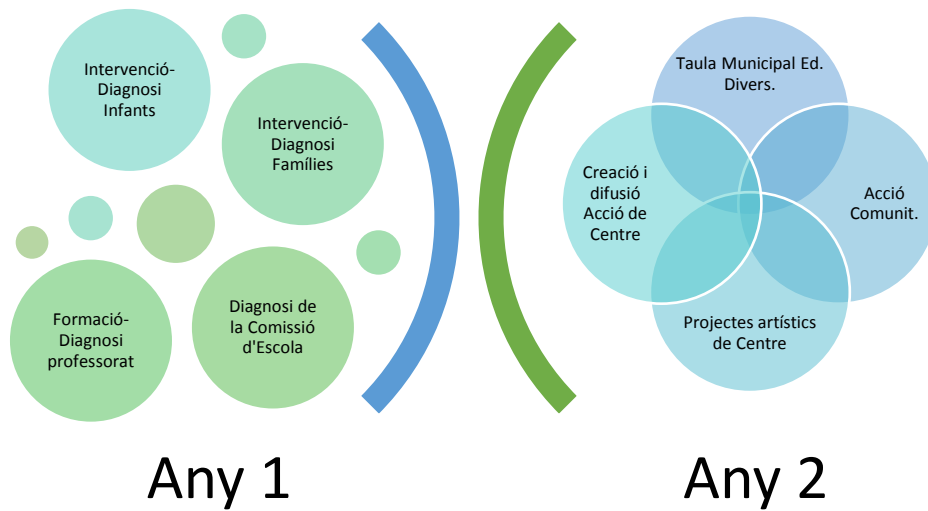 Intervenció-
Diagnosi
Infants
Intervenció-
Diagnosi
Famílies
Formació-
Diagnosi
professorat
Diagnosi de
la Comissió
d'Escola
Taula Municipal Ed.
Divers.
Creació i
difusió
Acció de
Centre
Acció
Comunit.
Projectes artístics
de Centre
Any 1
Any 2